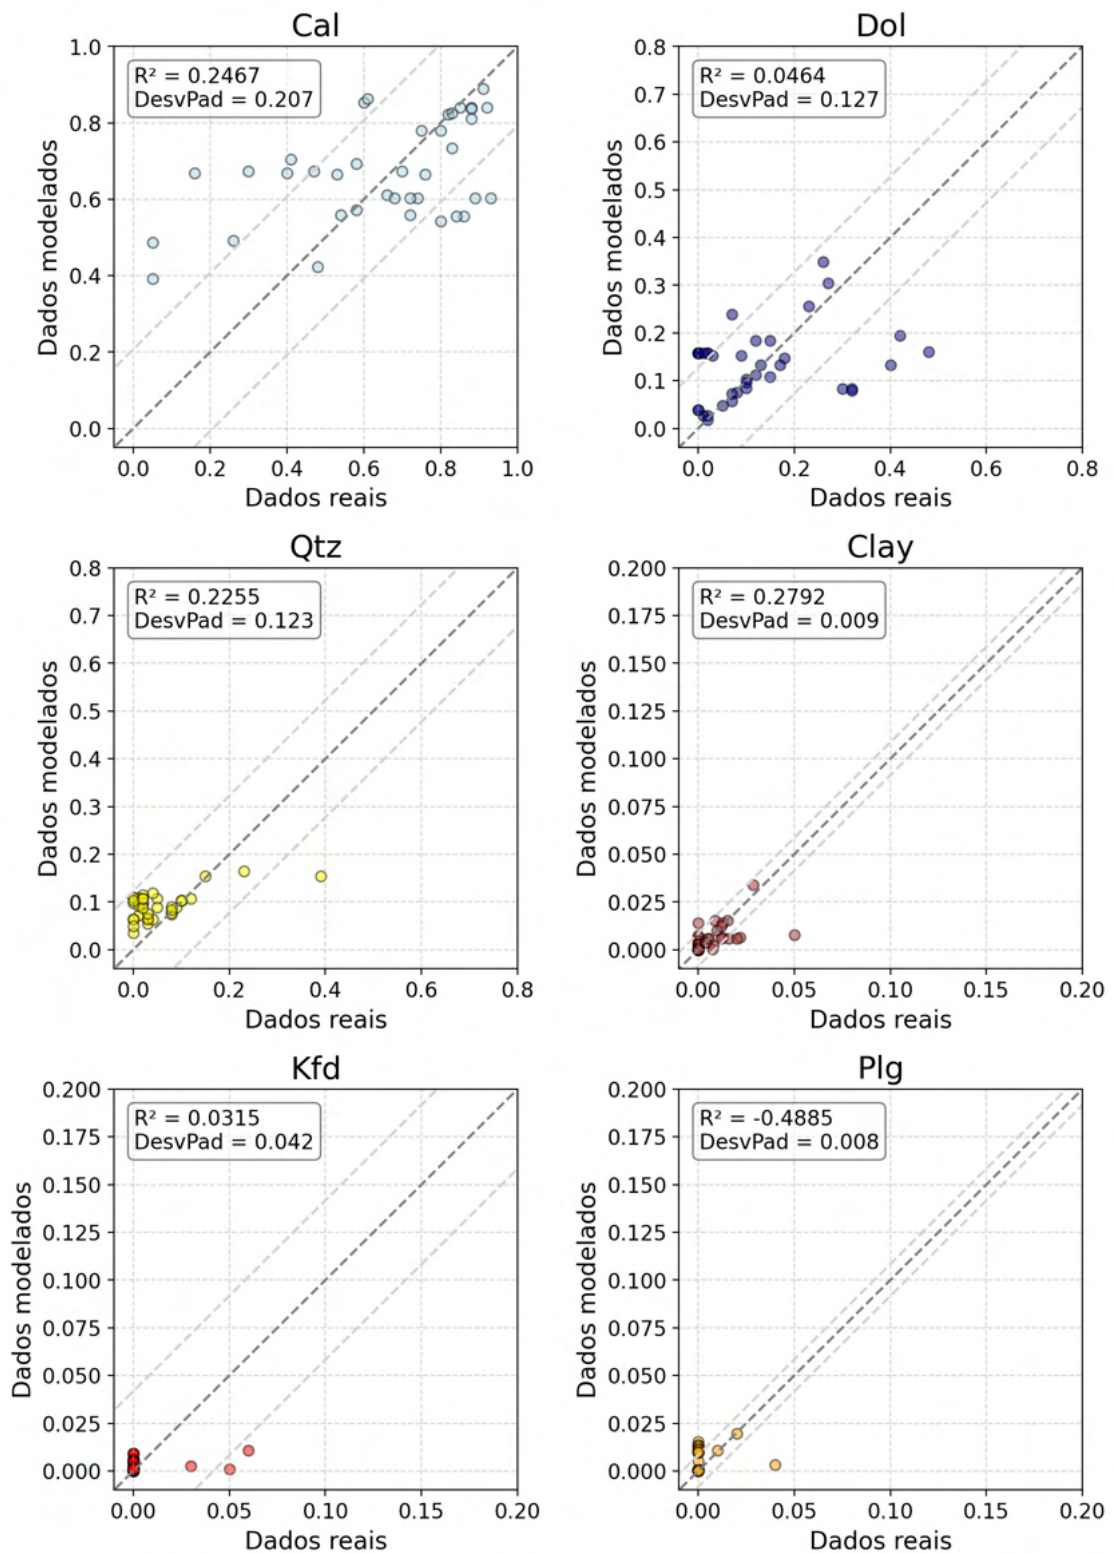 Cal
R² = 0.2467
DesvPad = 0.207
Dados modelados
1.0
0.8
0.6
0.4
0.2
0.0
0.0 0.2 0.4 0.6 0.8 1.0
Dados reais
Dol
R² = 0.0464
DesvPad = 0.127
Dados modelados
0.8
0.7
0.6
0.5
0.4
0.3
0.2
0.1
0.0
0.0 0.2 0.4 0.6 0.8
Dados reais
Qtz
R² = 0.2255
DesvPad = 0.123
Dados modelados
0.8
0.7
0.6
0.5
0.4
0.3
0.2
0.1
0.0
0.0 0.2 0.4 0.6 0.8
Dados reais
Clay
R² = 0.2792
DesvPad = 0.009
Dados modelados
0.200
0.175
0.150
0.125
0.100
0.075
0.050
0.025
0.000
0.00 0.05 0.10 0.15 0.20
Dados reais
Kfd
R² = 0.0315
DesvPad = 0.042
Dados modelados
0.200
0.175
0.150
0.125
0.100
0.075
0.050
0.025
0.000
0.00 0.05 0.10 0.15 0.20
Dados reais
Plg
R² = -0.4885
DesvPad = 0.008
Dados modelados
0.200
0.175
0.150
0.125
0.100
0.075
0.050
0.025
0.000
0.00 0.05 0.10 0.15 0.20
Dados reais